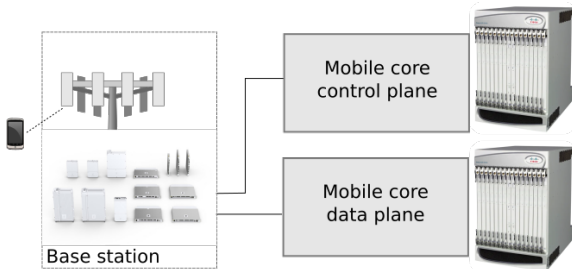 Mobile core
control plane
Mobile core
data plane
Base station